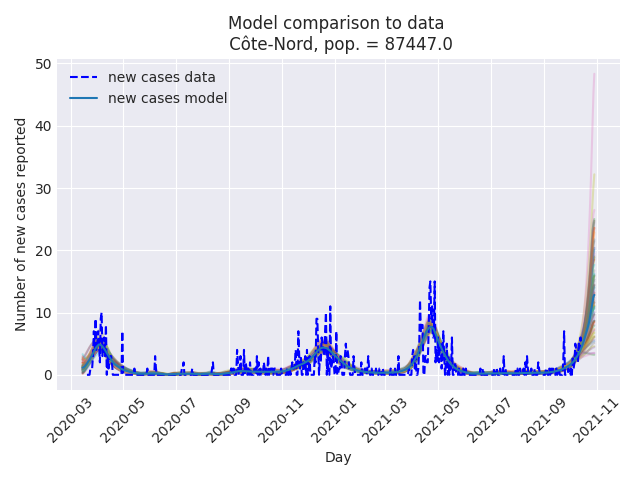 Model comparison to data
Côte-Nord, pop. = 87447.0
new cases data
new cases model
Number of new cases reported
50
40
30
20
10
0
2020-03
2020-05
2020-07
2020-09
2020-11
2021-01
2021-03
2021-05
2021-07
2021-09
2021-11
Day